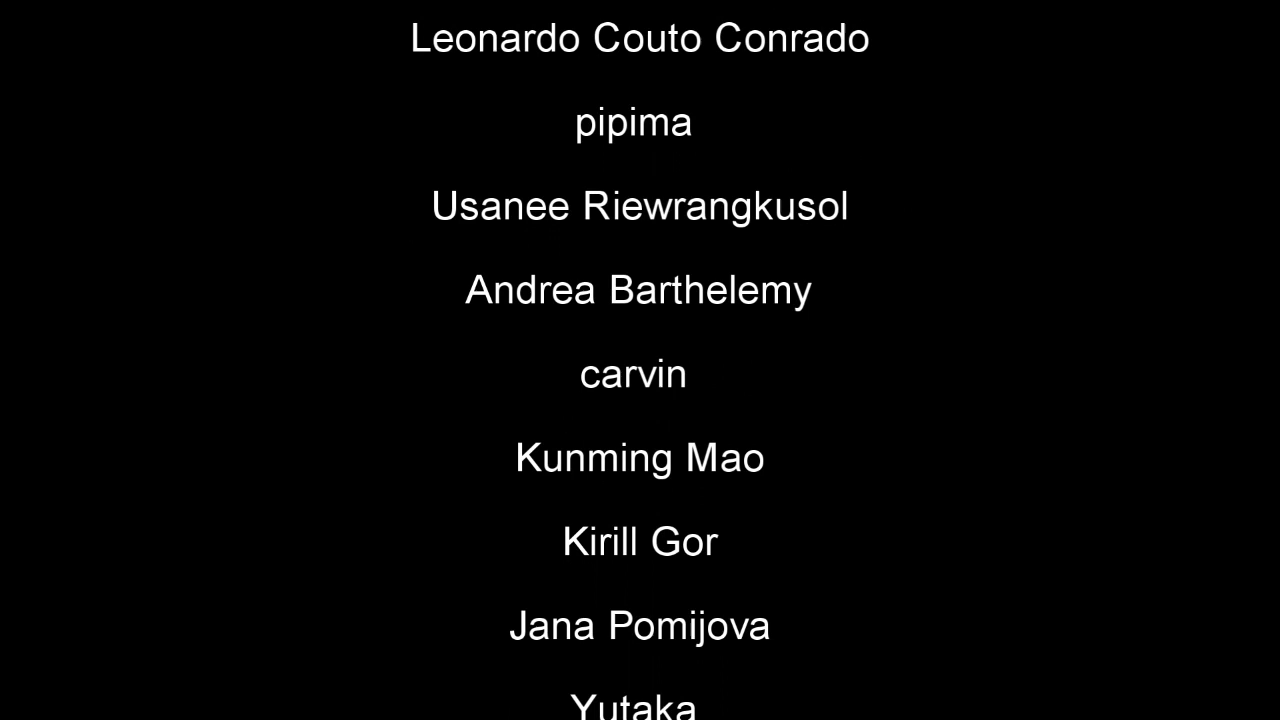 Leonardo Couto Conrado
pipima
Usanee Riewrangkusol
Andrea Barthelemy
carvin
Kunming Mao
Kirill Gor
Jana Pomijova
Yutaka